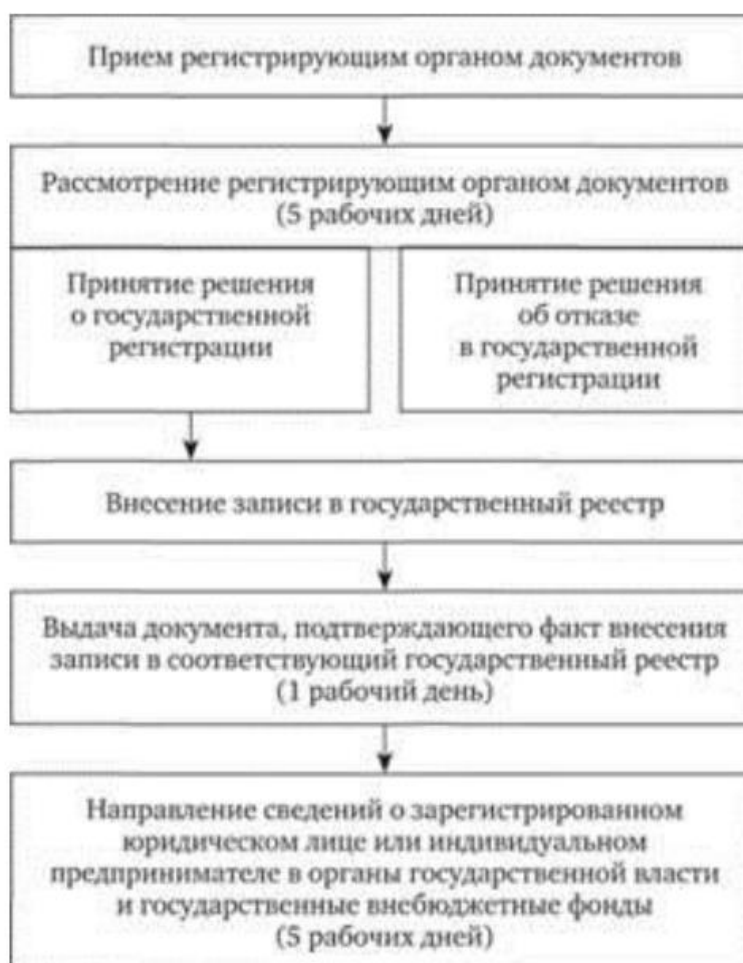 Прием регистрирующим органом документов
Рассмотрение регистрирующим органом документов
(5 рабочих дней)
Принятие решения
о государственной
регистрации
Принятие решения
об отказе
в государственной
регистрации
Внесение записи в государственный реестр
Выдача документа, подтверждающего факт внесения
записи в соответствующий государственный реестр
(1 рабочий день)
Направление сведений о зарегистрированном
юридическом лице или индивидуальном
предпринимателе в органы государственной власти
и государственные внебюджетные фонды
(5 рабочих дней)